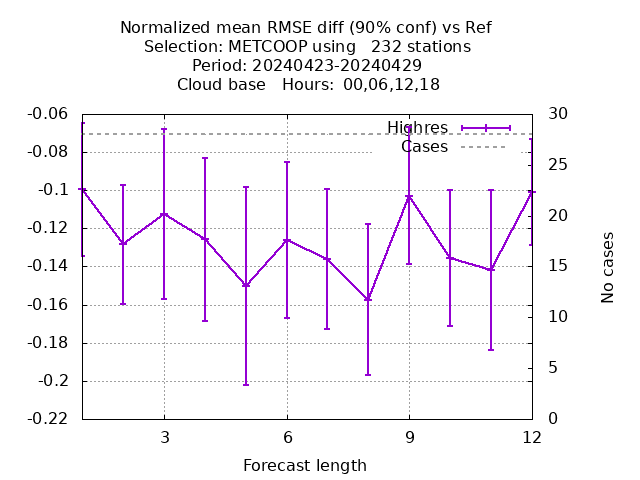 Normalized mean RMSE diff (90% conf) vs Ref
Selection: METCOOP using   232 stations
Period: 20240423-20240429
Cloud base   Hours:  00,06,12,18
-0.06
-0.08
-0.1
-0.12
-0.14
-0.16
-0.18
-0.2
-0.22
Highres
Cases
30
25
20
15
10
5
0
No cases
3
6
9
12
Forecast length